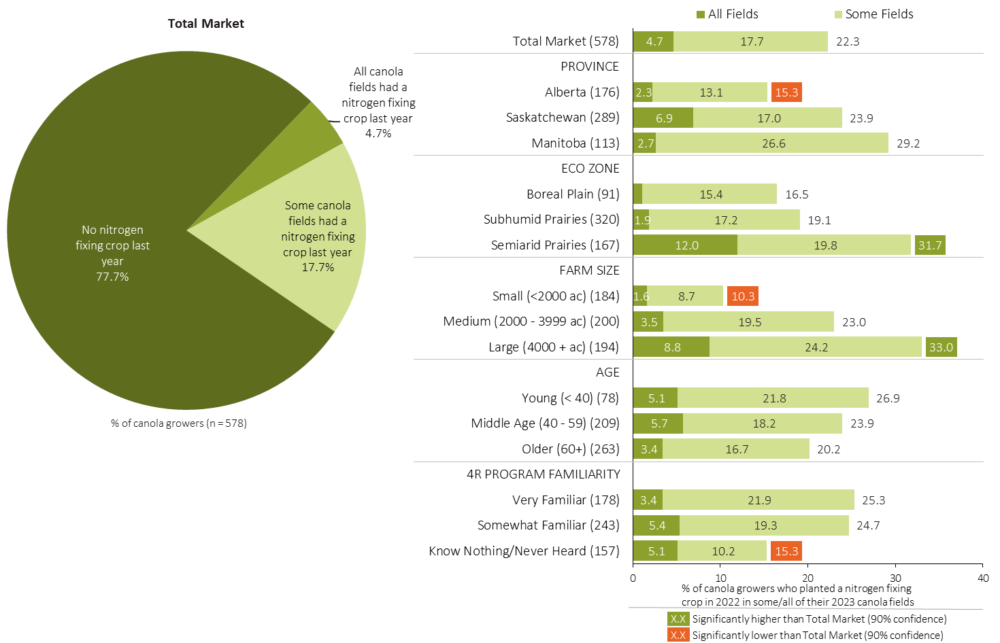 Total Market
All canola
fields had a
nitrogen fixing
crop last year
4.7%
Some canola
fields had a
nitrogen fixing
crop last year
17.7%
No nitrogen
fixing crop last
year
77.7%
% of canola growers (n = 578)
All Fields Some Fields
Total Market (578) 4.7 17.7 22.3
PROVINCE
Alberta (176) 2.3 13.1 15.3
Saskatchewan (289) 6.9 17.0 23.9
Manitoba (113) 2.7 26.6 29.2
ECO ZONE
Boreal Plain (91) 15.4 16.5
Subhumid Prairies (320) 1.9 17.2 19.1
Semiarid Prairies (167) 12.0 19.8 31.7
FARM SIZE
Small (<2000 ac) (184) 1.6 8.7 10.3
Medium (2000 - 3999 ac) (200) 3.5 19.5 23.0
Large (4000 + ac) (194) 8.8 24.2 33.0
AGE
Young (< 40) (78) 5.1 21.8 26.9
Middle Age (40 - 59) (209) 5.7 18.2 23.9
Older (60+) (263) 3.4 16.7 20.2
4R PROGRAM FAMILIARITY
Very Familiar (178) 3.4 21.9 25.3
Somewhat Familiar (243) 5.4 19.3 24.7
Know Nothing/Never Heard (157) 5.1 10.2 15.3
0 10 20 30 40
% of canola growers who planted a nitrogen fixing
crop in 2022 in some/all of their 2023 canola fields
X.X Significantly higher than Total Market (90% confidence)
X.X Significantly lower than Total Market (90% confidence)